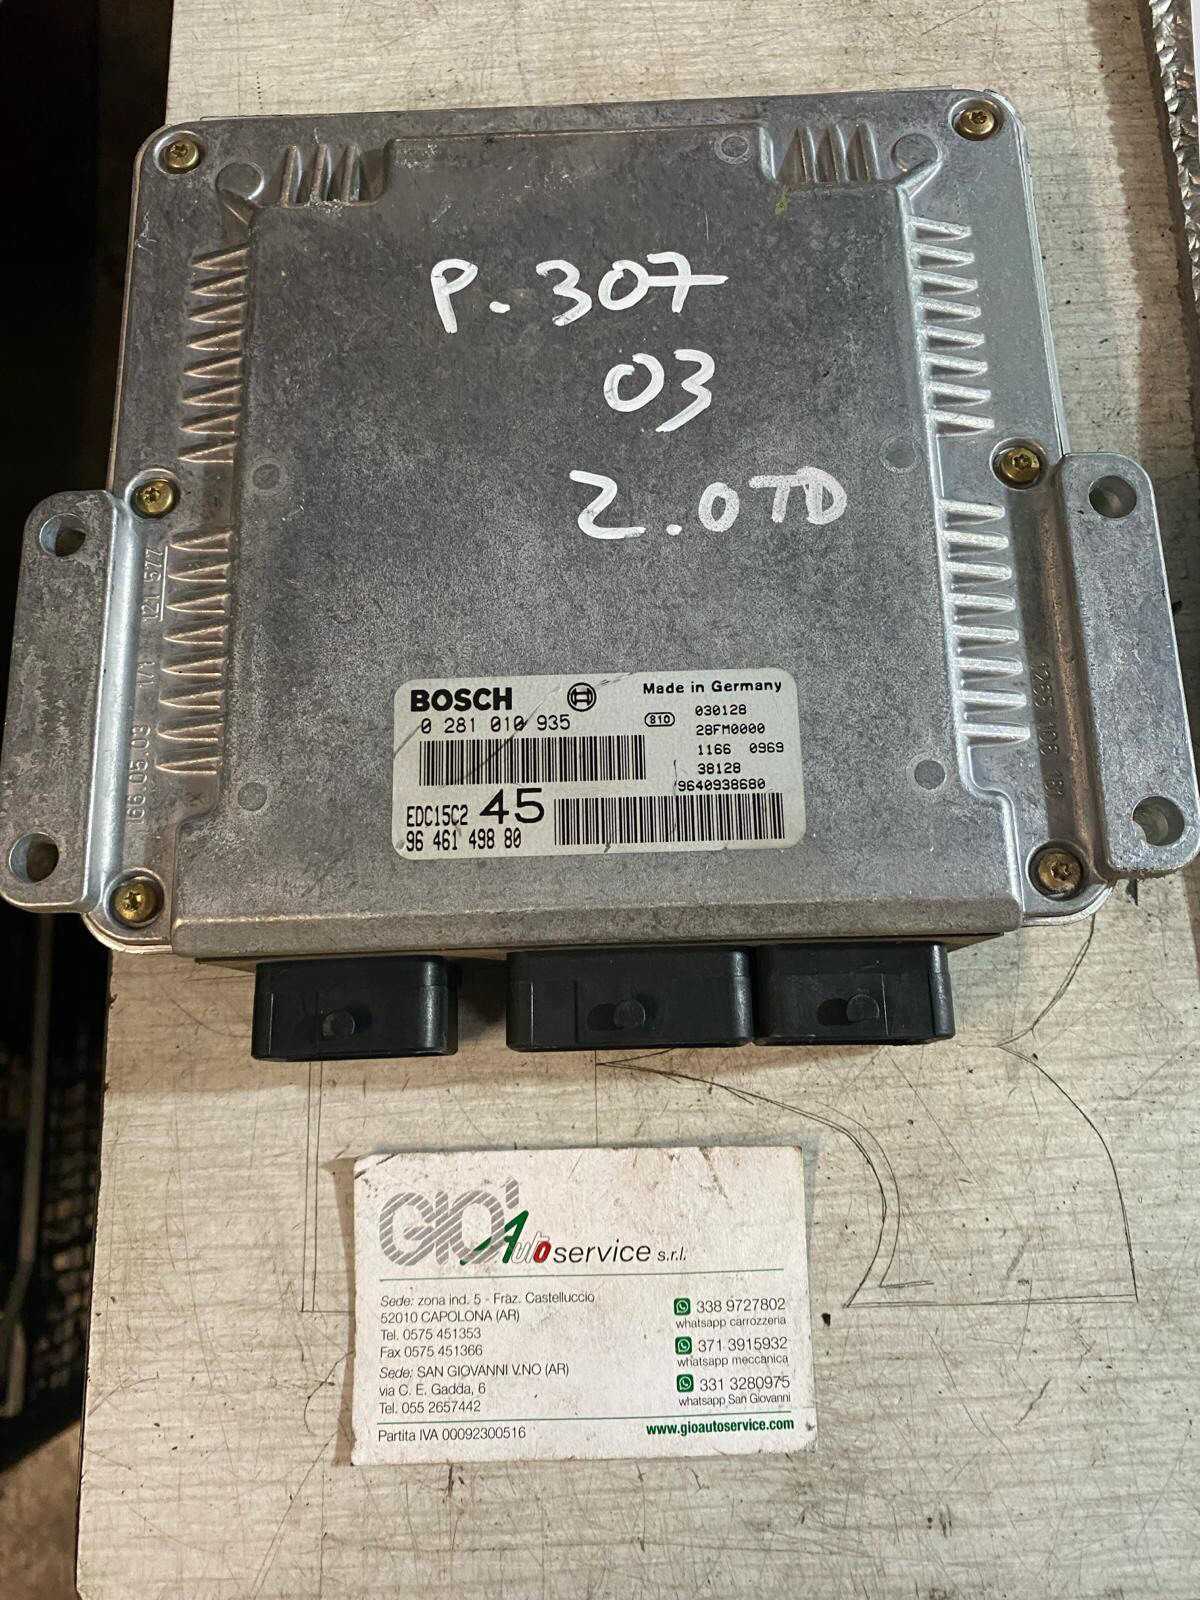 P.307
03
2.0TD
121 577
BOSCH
Made in Germany
0 281 010 935
810
030128
28FM0000
1166 0969
38128
9640938680
EDC15C2 45
96 461 498 80
GIO' Auto service s.r.l.
Sede: zona ind. 5 - Fraz. Castelluccio
52010 CAPOLONA (AR)
Tel. 0575 451353
Fax 0575 451366
Sede: SAN GIOVANNI V.NO (AR)
via C. E. Gadda, 6
Tel. 055 2657442
Partita IVA 00092300516
338 9727802
whatsapp carrozzeria
371 3915932
whatsapp meccanica
331 3280975
whatsapp San Giovanni
www.gioautoservice.com